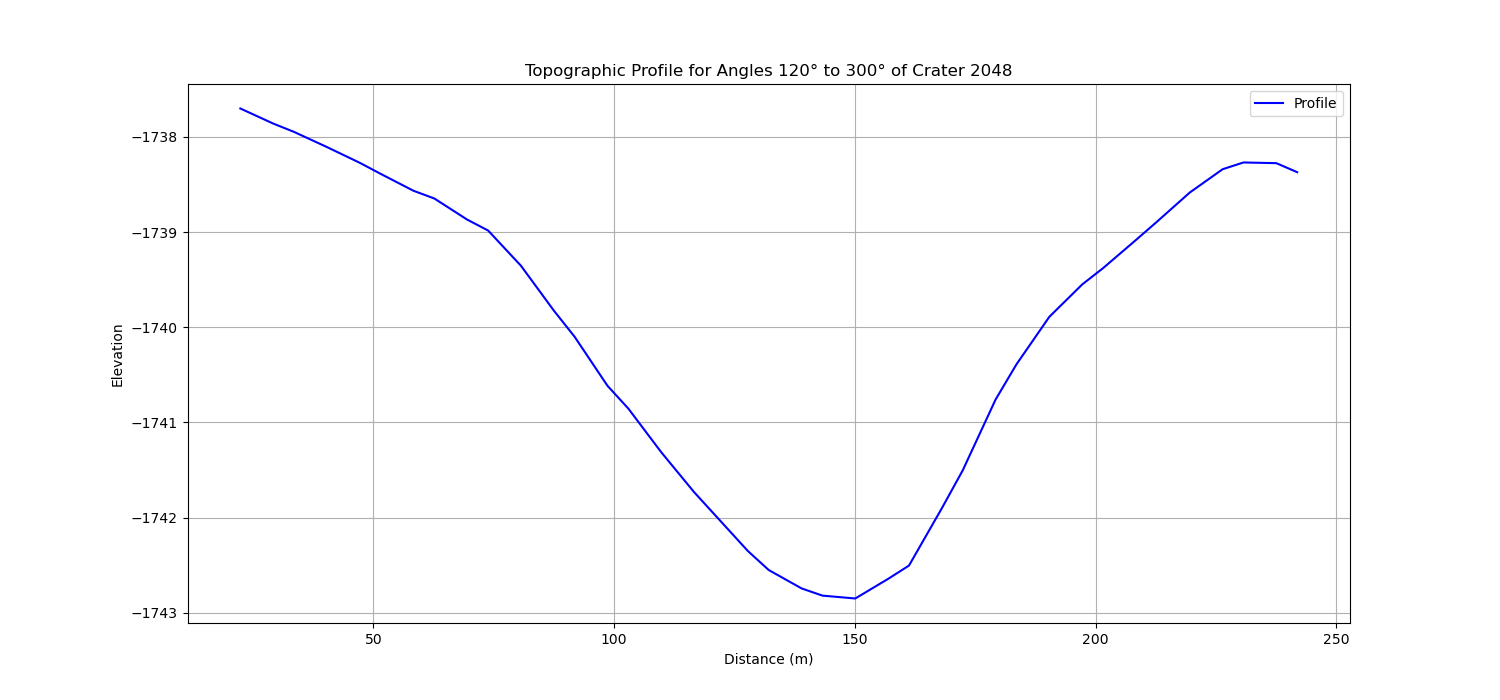 Topographic Profile for Angles 120° to 300° of Crater 2048
Profile
Elevation
−1738
−1739
−1740
−1741
−1742
−1743
50
100
150
200
250
Distance (m)